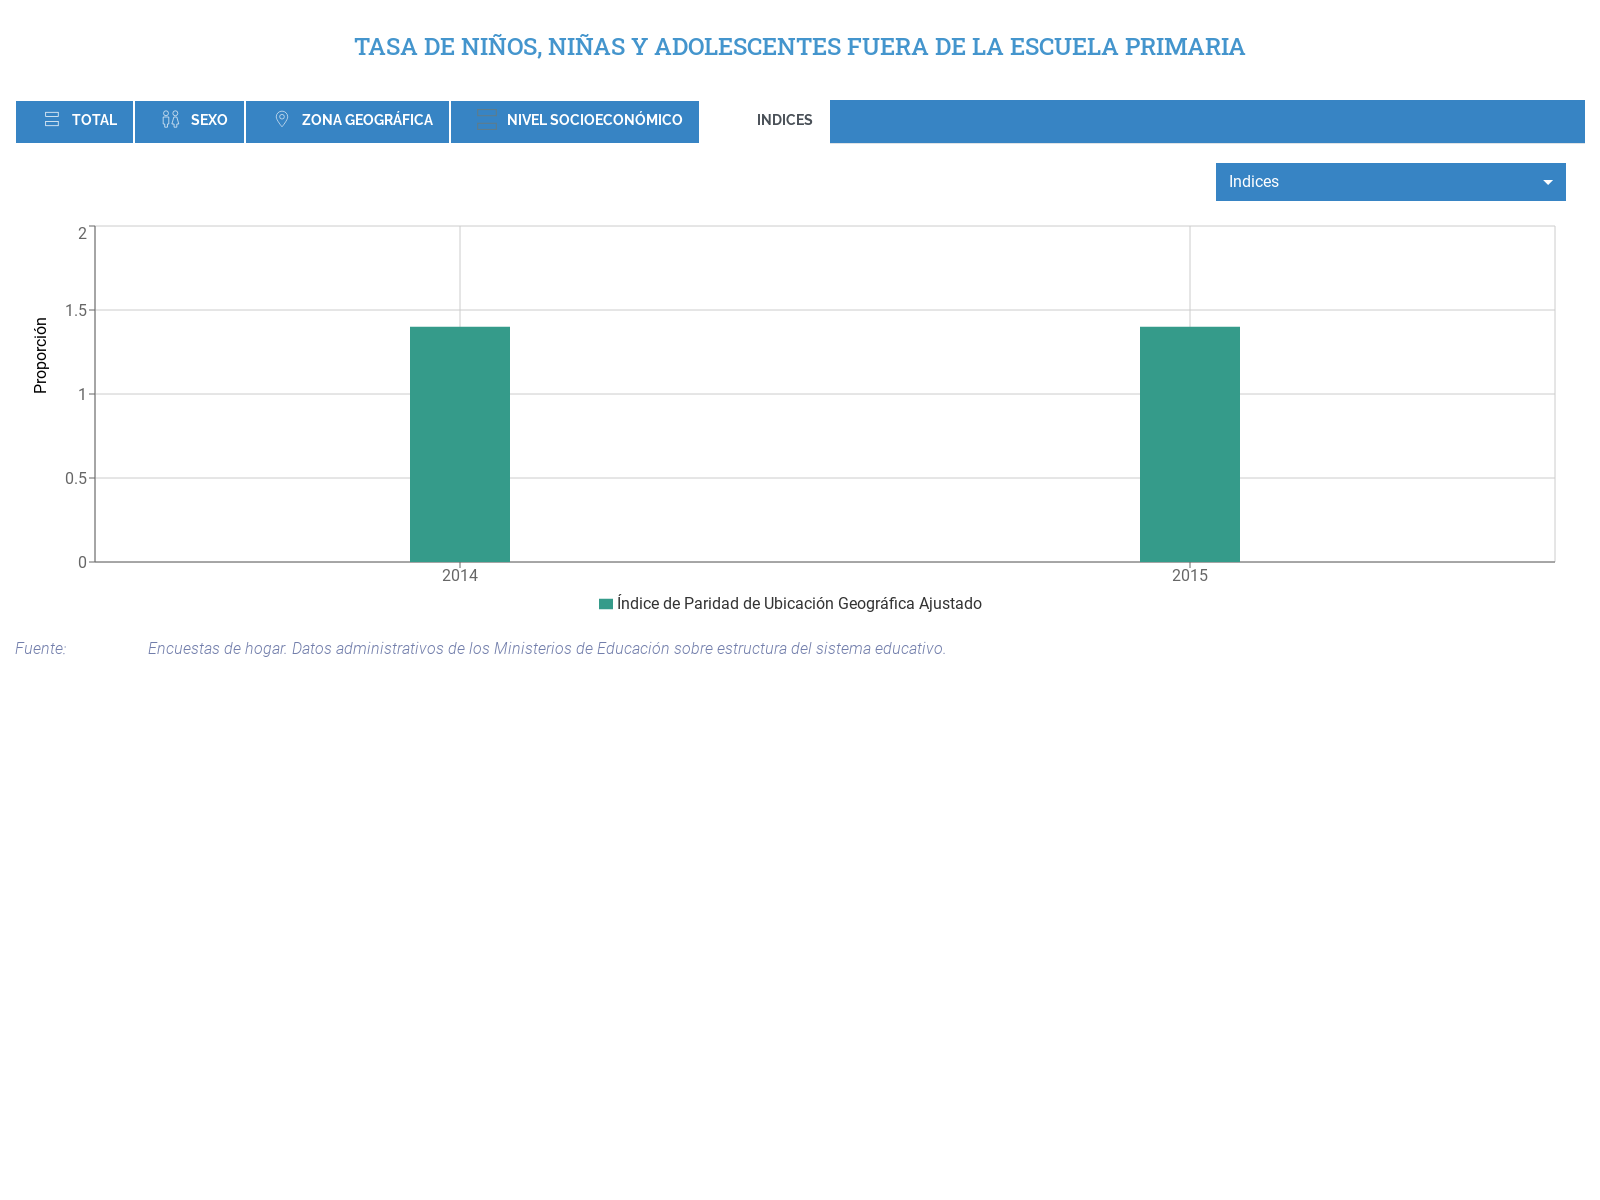 TASA DE NIÑOS, NIÑAS Y ADOLESCENTES FUERA DE LA ESCUELA PRIMARIA
TOTAL SEXO ZONA GEOGRÁFICA NIVEL SOCIOECONÓMICO INDICES
Indices
2
1.5
1
0.5
0
Proporción
2014 2015
Índice de Paridad de Ubicación Geográfica Ajustado
Fuente: Encuestas de hogar. Datos administrativos de los Ministerios de Educación sobre estructura del sistema educativo.